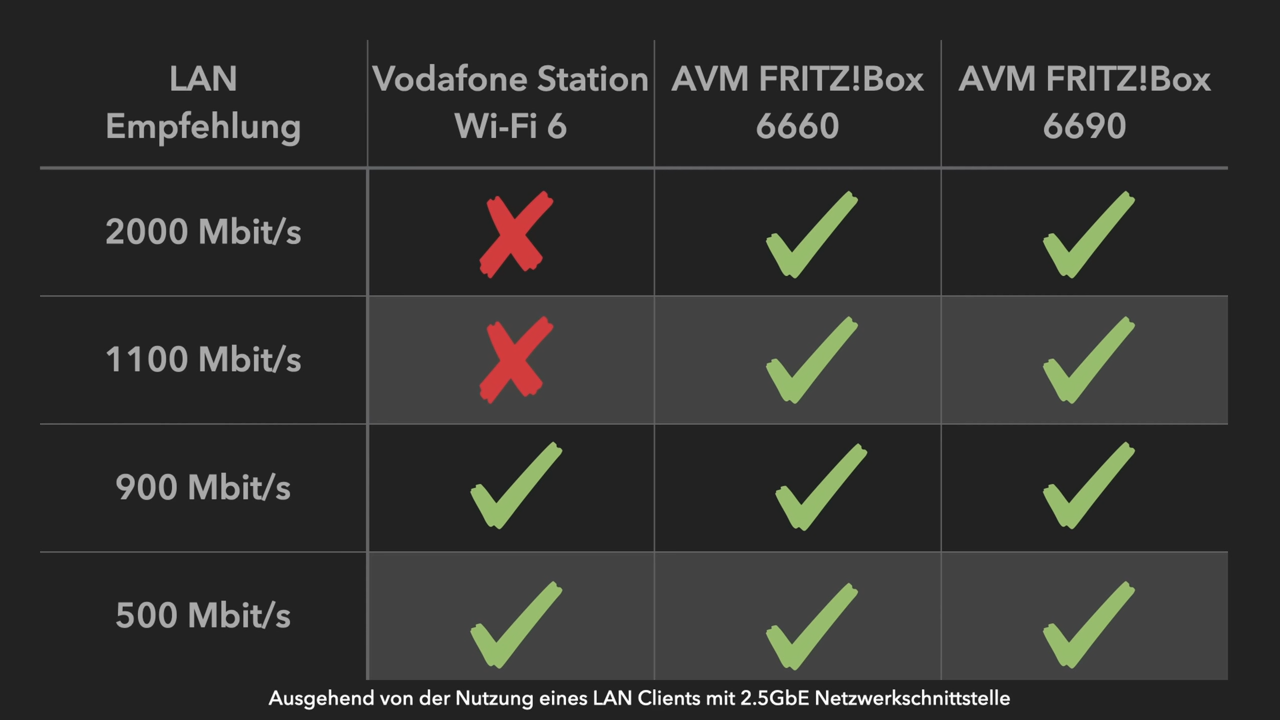 LAN
Empfehlung
Vodafone Station
Wi-Fi 6
AVM FRITZ!Box
6660
AVM FRITZ!Box
6690
2000 Mbit/s
1100 Mbit/s
900 Mbit/s
500 Mbit/s
Ausgehend von der Nutzung eines LAN Clients mit 2.5GbE Netzwerkschnittstelle